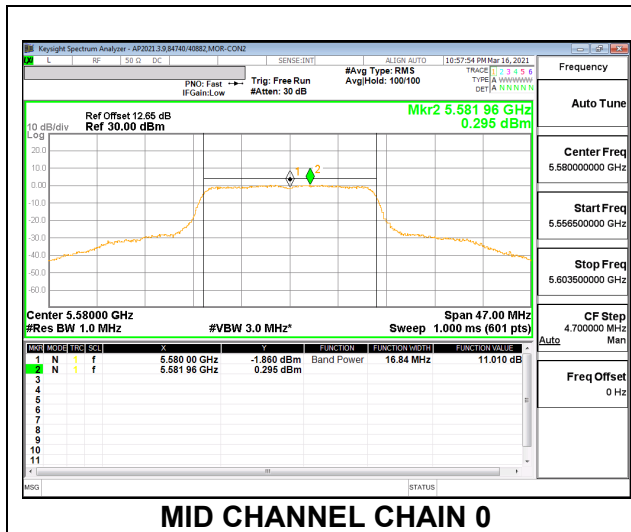 Keysight Spectrum Analyzer - AP2021.3.9,84740/40882,MOR-CON2
LXI L RF 50 Ω DC SENSE:INT ALIGN AUTO 10:57:54 PM Mar 16, 2021
#Avg Type: RMS TRACE 1 2 3 4 5 6
PNO: Fast Trig: Free Run Avg|Hold: 100/100 TYPE A WWWWW
IFGain:Low #Atten: 30 dB DET A N N N N N
Mkr2 5.581 96 GHz
0.295 dBm
Ref Offset 12.65 dB
10 dB/div Ref 30.00 dBm
Log
20.0
10.0
0.00
-10.0
-20.0
-30.0
-40.0
-50.0
-60.0
1 2
Center 5.58000 GHz Span 47.00 MHz
#Res BW 1.0 MHz #VBW 3.0 MHz* Sweep 1.000 ms (601 pts)
MKR MODE TRC SCL X Y FUNCTION FUNCTION WIDTH FUNCTION VALUE
1 N 1 f 5.580 00 GHz -1.860 dBm Band Power 16.84 MHz 11.010 dB
2 N 1 f 5.581 96 GHz 0.295 dBm
3
4
5
6
7
8
9
10
11
MSG STATUS
Frequency
Auto Tune
Center Freq
5.580000000 GHz
Start Freq
5.556500000 GHz
Stop Freq
5.603500000 GHz
CF Step
4.700000 MHz
Auto Man
Freq Offset
0 Hz
MID CHANNEL CHAIN 0